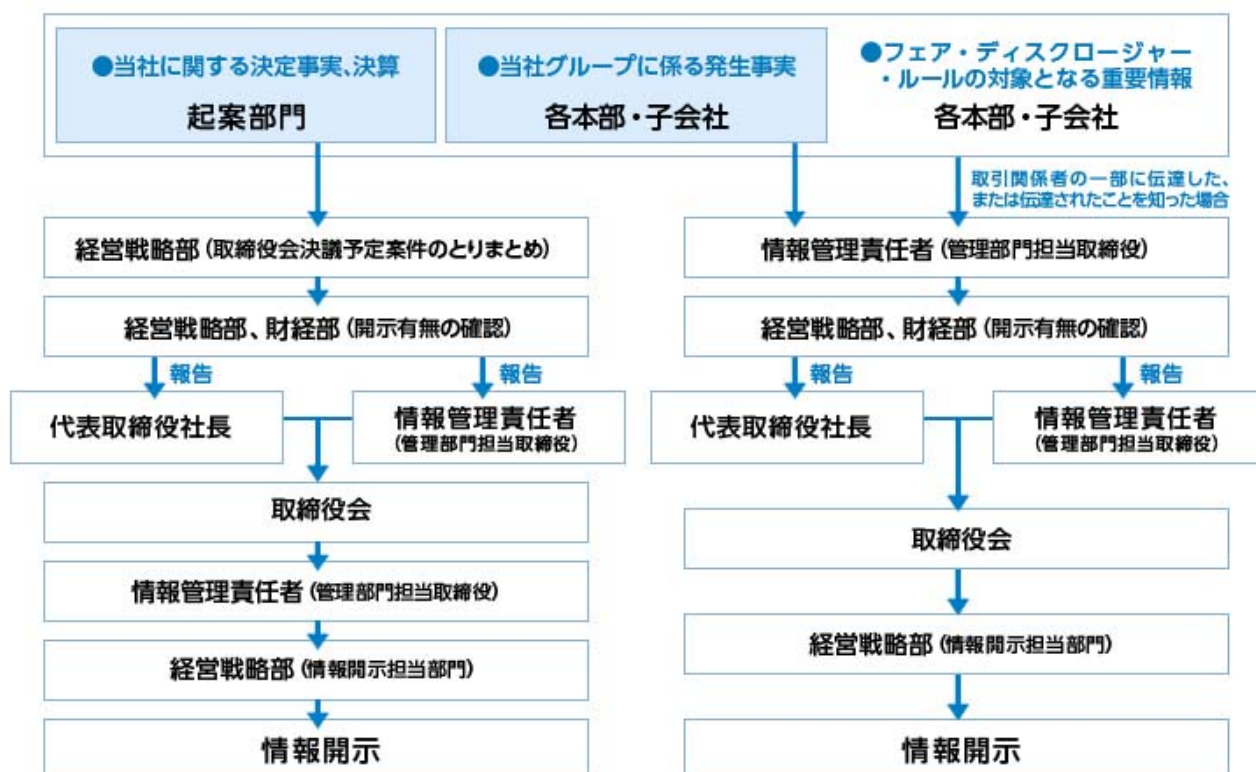 ●当社に関する決定事実、決算
起案部門
●当社グループに係る発生事実
各本部・子会社
●フェア・ディスクロージャー
・ルールの対象となる重要情報
各本部・子会社
取引関係者の一部に伝達した、
または伝達されたことを知った場合
経営戦略部(取締役会決議予定案件のとりまとめ)
経営戦略部、財経部(開示有無の確認)
報告
報告
代表取締役社長
情報管理責任者
(管理部門担当取締役)
取締役会
情報管理責任者(管理部門担当取締役)
経営戦略部(情報開示担当部門)
情報開示
情報管理責任者(管理部門担当取締役)
経営戦略部、財経部(開示有無の確認)
報告
報告
代表取締役社長
情報管理責任者
(管理部門担当取締役)
取締役会
経営戦略部(情報開示担当部門)
情報開示